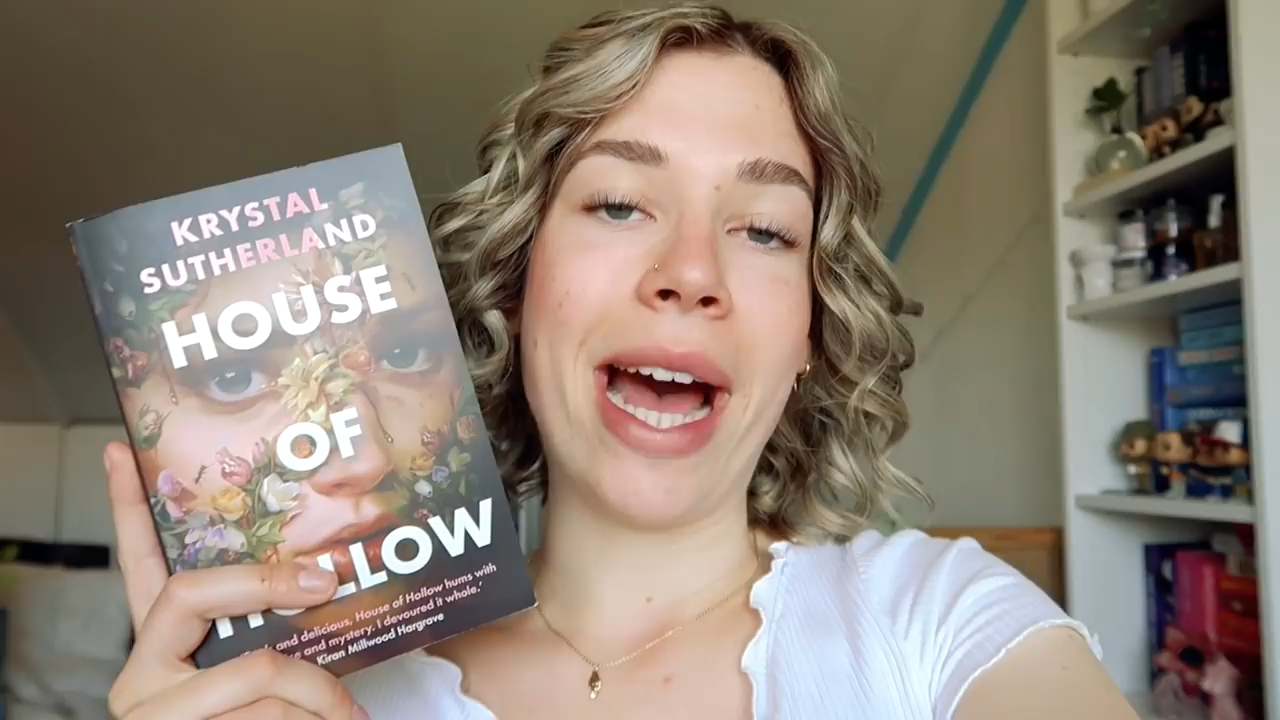 KRYSTAL
SUTHERLAND
HOUSE
OF
HOLLOW
and delicious, House of Hollow hums with
and mystery. I devoured it whole.'
Kiran Millwood Hargrave